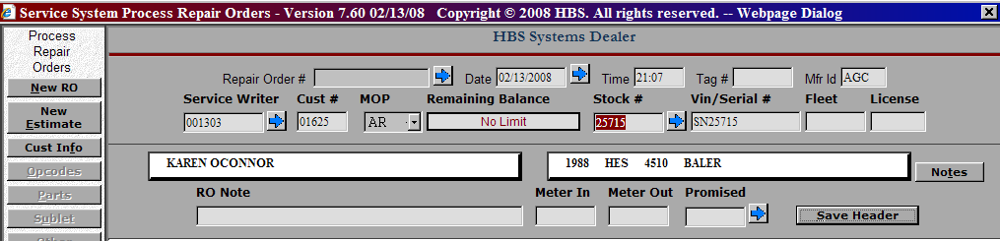 Service System Process Repair Orders - Version 7.60 02/13/08 Copyright © 2008 HBS. All rights reserved. -- Webpage Dialog
Process
Repair
Orders
New RO
New
Estimate
Cust Info
Opcodes
Parts
Sublet
Other
HBS Systems Dealer
Repair Order # Date 02/13/2008 Time 21:07 Tag # Mfr Id AGC
Service Writer Cust # MOP Remaining Balance Stock # Vin/Serial # Fleet License
001303 01625 AR No Limit 25715 SN25715
KAREN OCONNOR 1988 HES 4510 BALER Notes
RO Note Meter In Meter Out Promised
Save Header